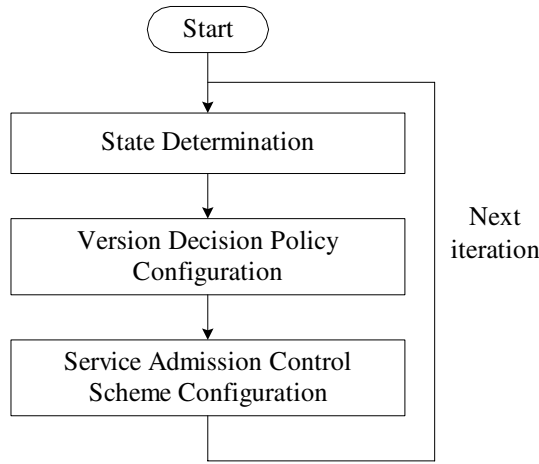 Start
State Determination
Version Decision Policy
Configuration
Service Admission Control
Scheme Configuration
Next
iteration